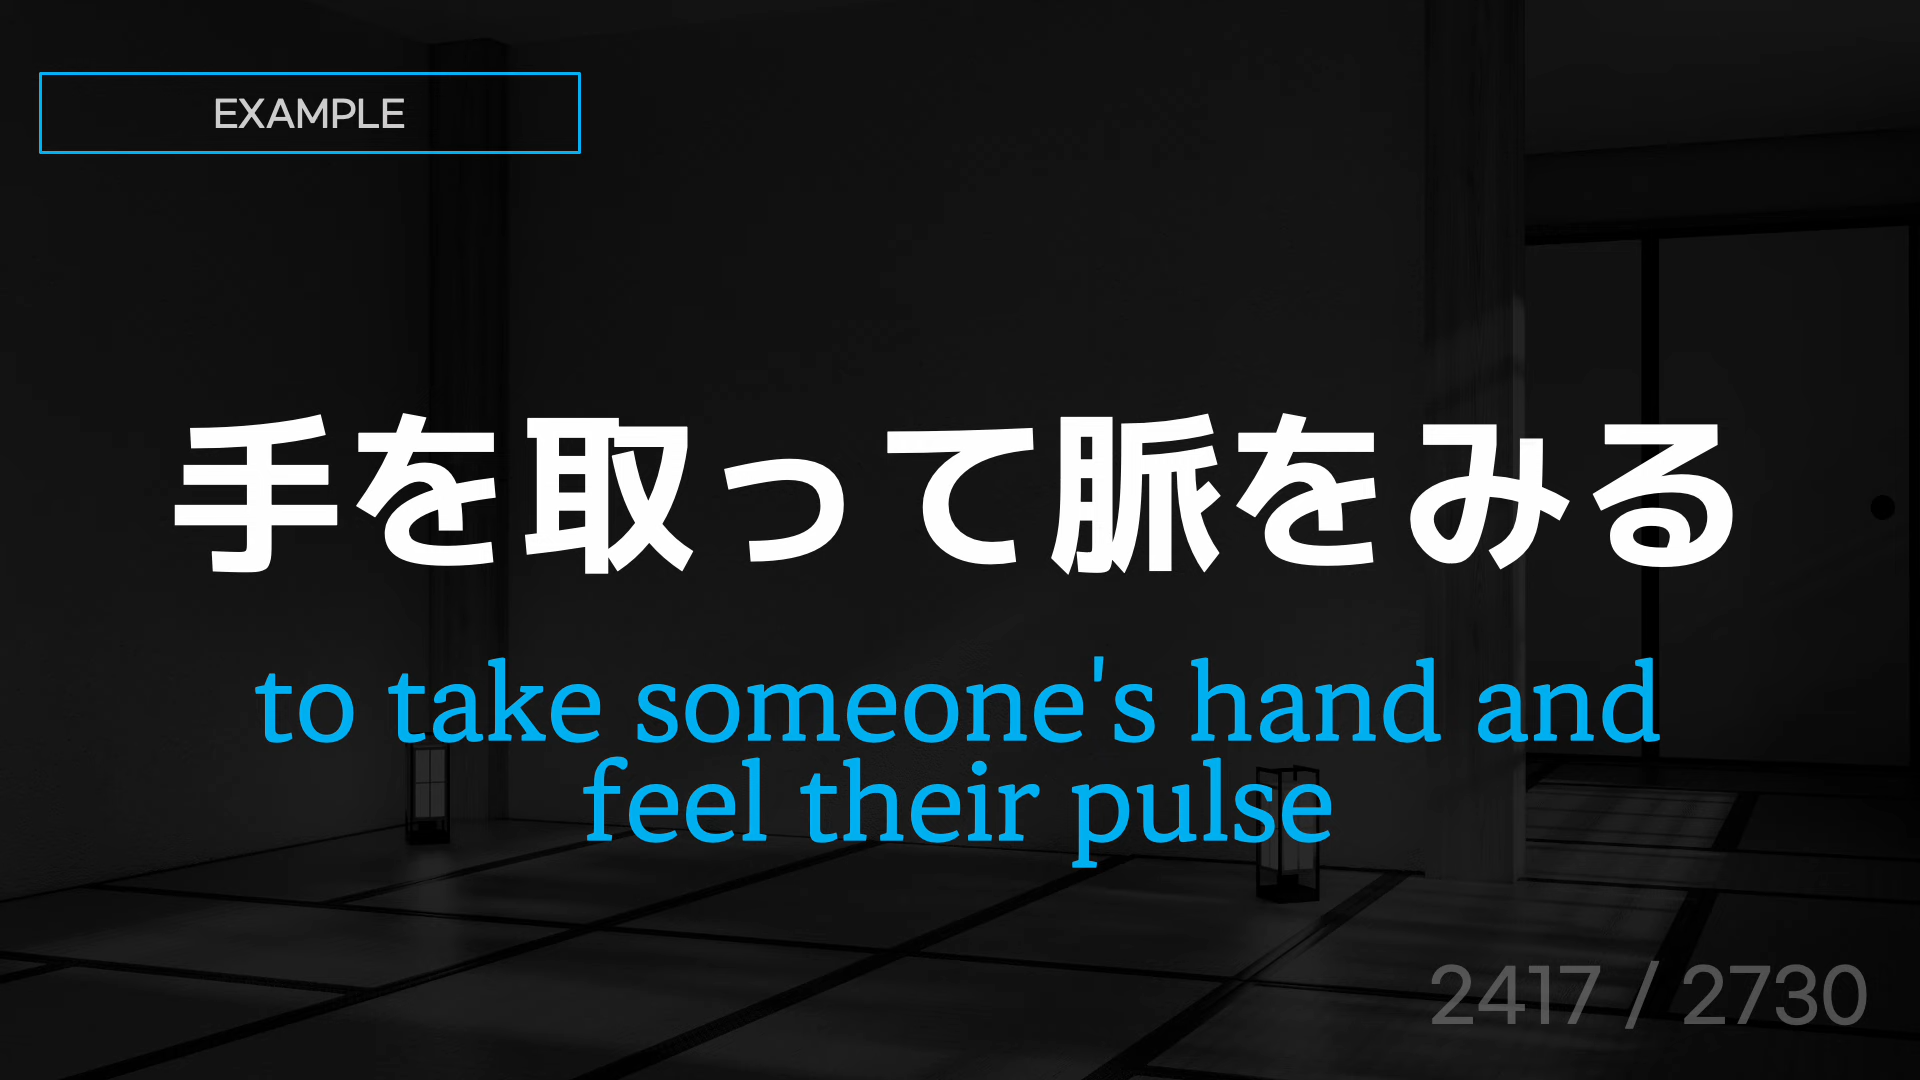 EXAMPLE
手を取って脈をみる
to take someone's hand and
feel their pulse
2417 / 2730